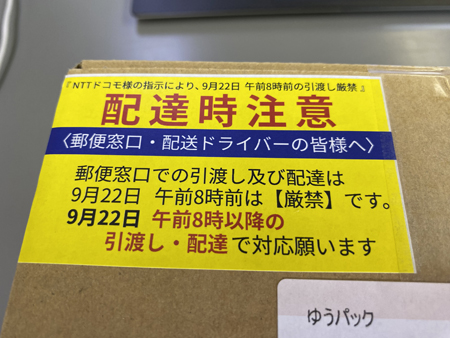 『NTTドコモ様の指示により、9月22日 午前8時前の引渡し厳禁』
配達時注意
〈郵便窓口・配送ドライバーの皆様へ〉
郵便窓口での引渡し及び配達は
9月22日 午前8時前は【厳禁】です。
9月22日 午前8時以降の
引渡し・配達で対応願います
ゆうパック